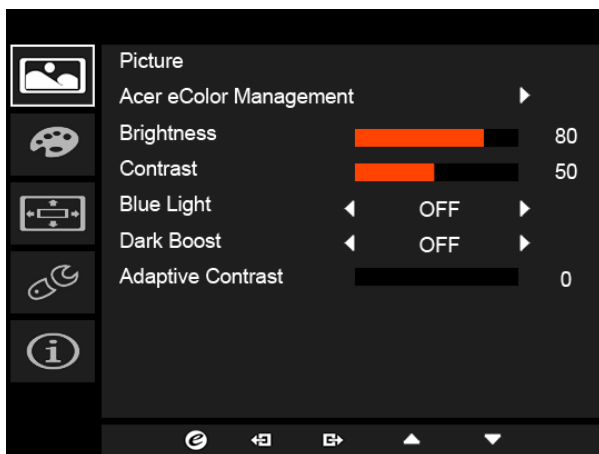 Picture
Acer eColor Management
Brightness 80
Contrast 50
Blue Light OFF
Dark Boost OFF
Adaptive Contrast 0